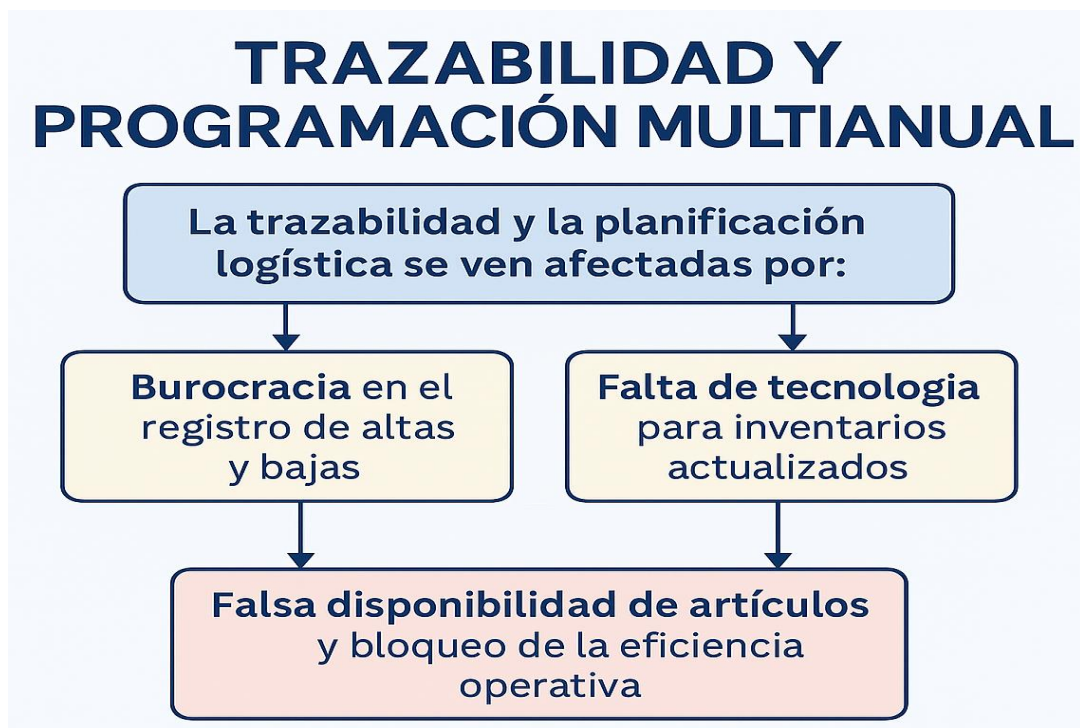 TRAZABILIDAD Y
PROGRAMACIÓN MULTIANUAL
La trazabilidad y la planificación
logística se ven afectadas por:
Burocracia en el
registro de altas
y bajas
Falta de tecnologia
para inventarios
actualizados
Falsa disponibilidad de artículos
y bloqueo de la eficiencia
operativa